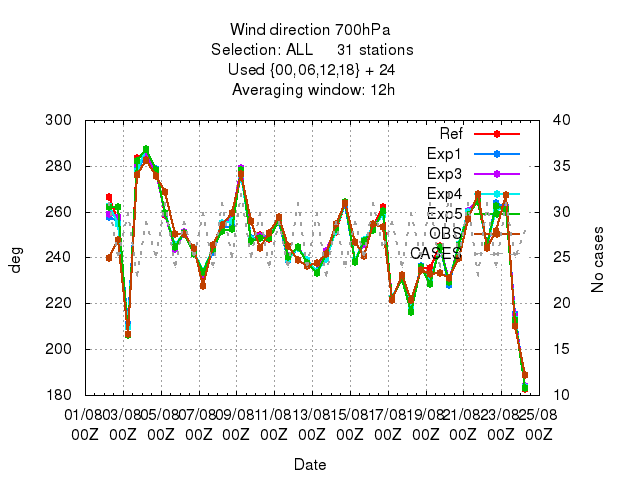 Wind direction 700hPa
Selection: ALL 31 stations
Used {00,06,12,18} + 24
Averaging window: 12h
300 40
280 35
260 30
240 25
220 20
200 15
180 10
Ref
Exp1
Exp3
Exp4
Exp5
OBS
CASES
deg
No cases
01/08 03/08 05/08 07/08 09/08 11/08 13/08 15/08 17/08 19/08 21/08 23/08 25/08
00Z 00Z 00Z 00Z 00Z 00Z 00Z 00Z 00Z 00Z 00Z 00Z 00Z
Date